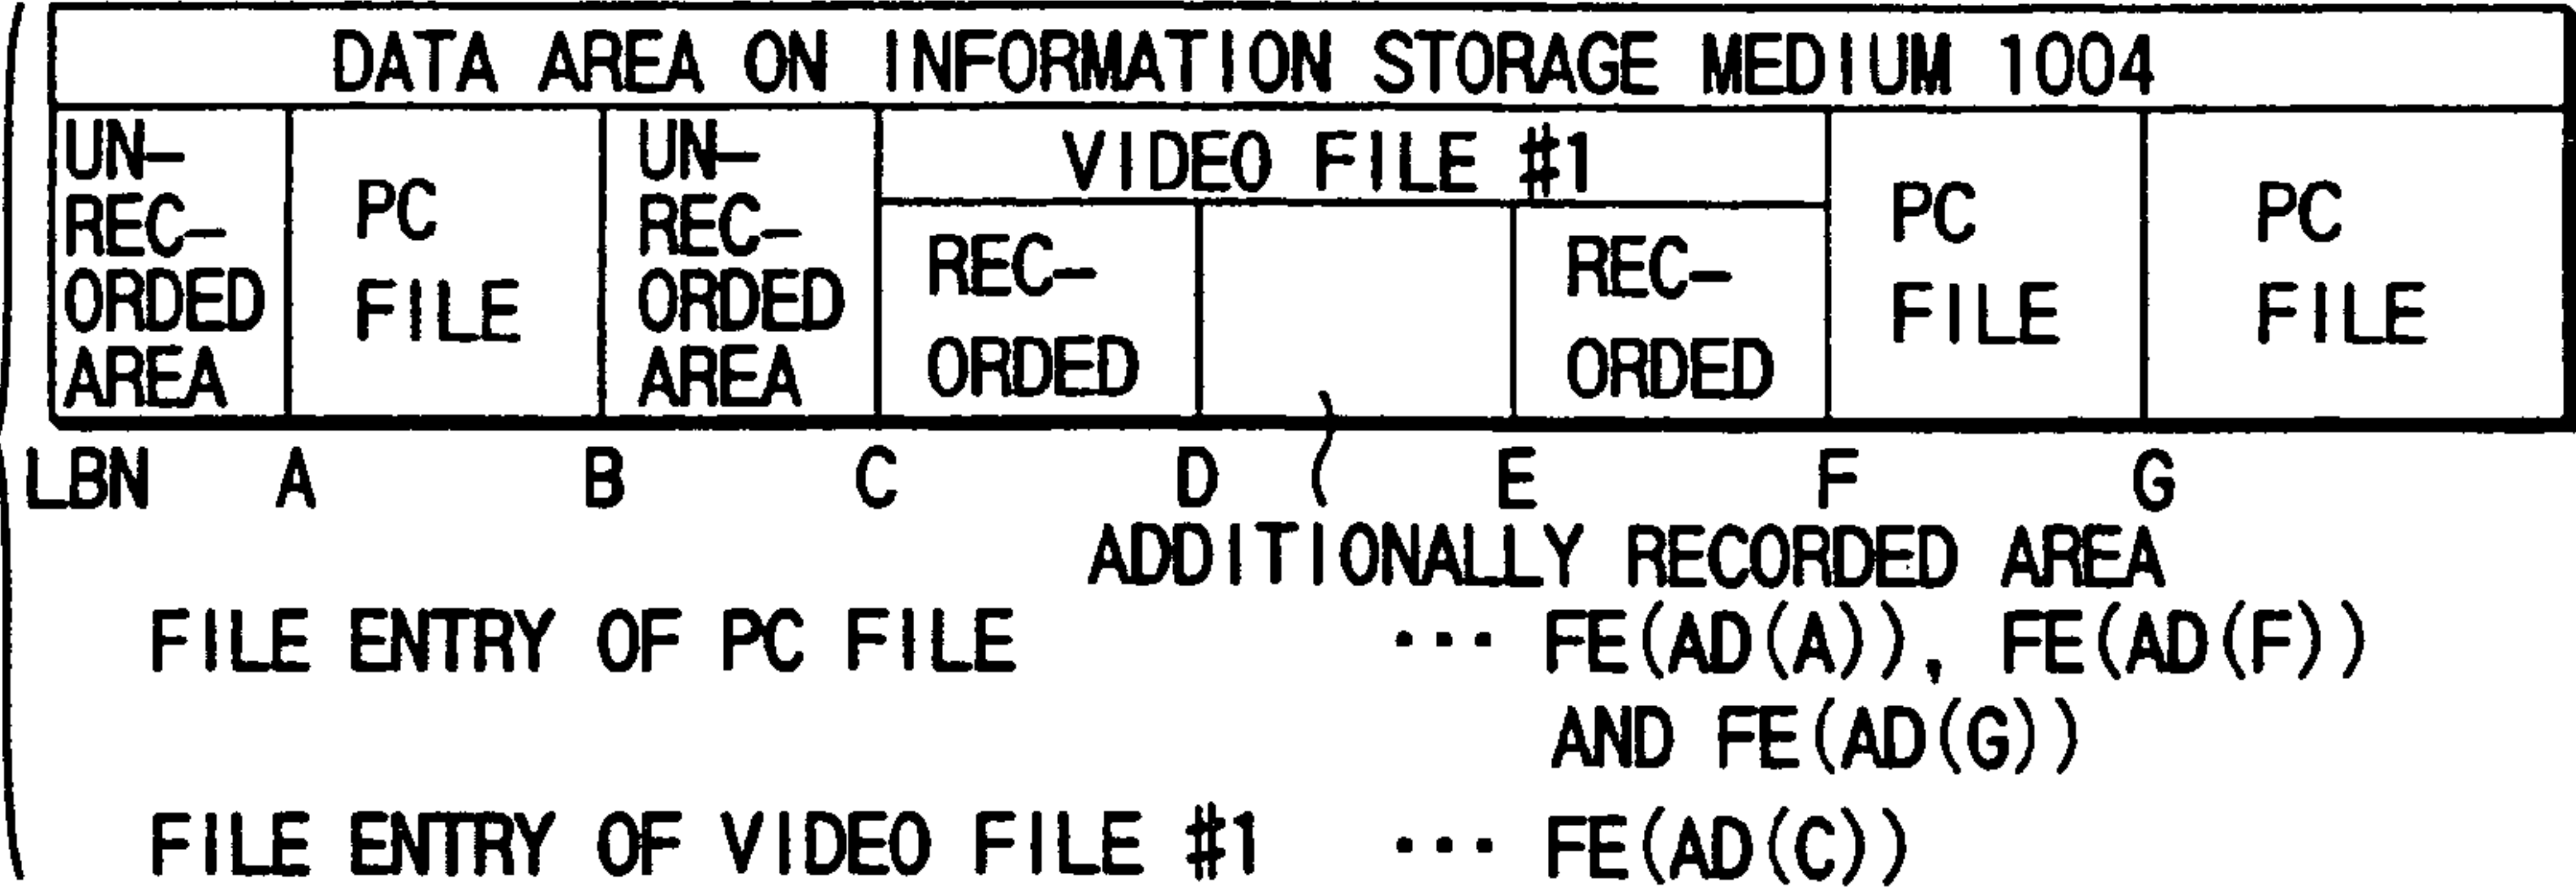 DATA AREA ON INFORMATION STORAGE MEDIUM 1004
UN-
REC-
ORDED
AREA
PC
FILE
UN-
REC-
ORDED
AREA
VIDEO FILE #1
REC-
ORDED
REC-
ORDED
PC
FILE
PC
FILE
LBN A B C D E F G
ADDITIONALLY RECORDED AREA
FILE ENTRY OF PC FILE ... FE(AD(A)), FE(AD(F))
AND FE(AD(G))
FILE ENTRY OF VIDEO FILE #1 ... FE(AD(C))